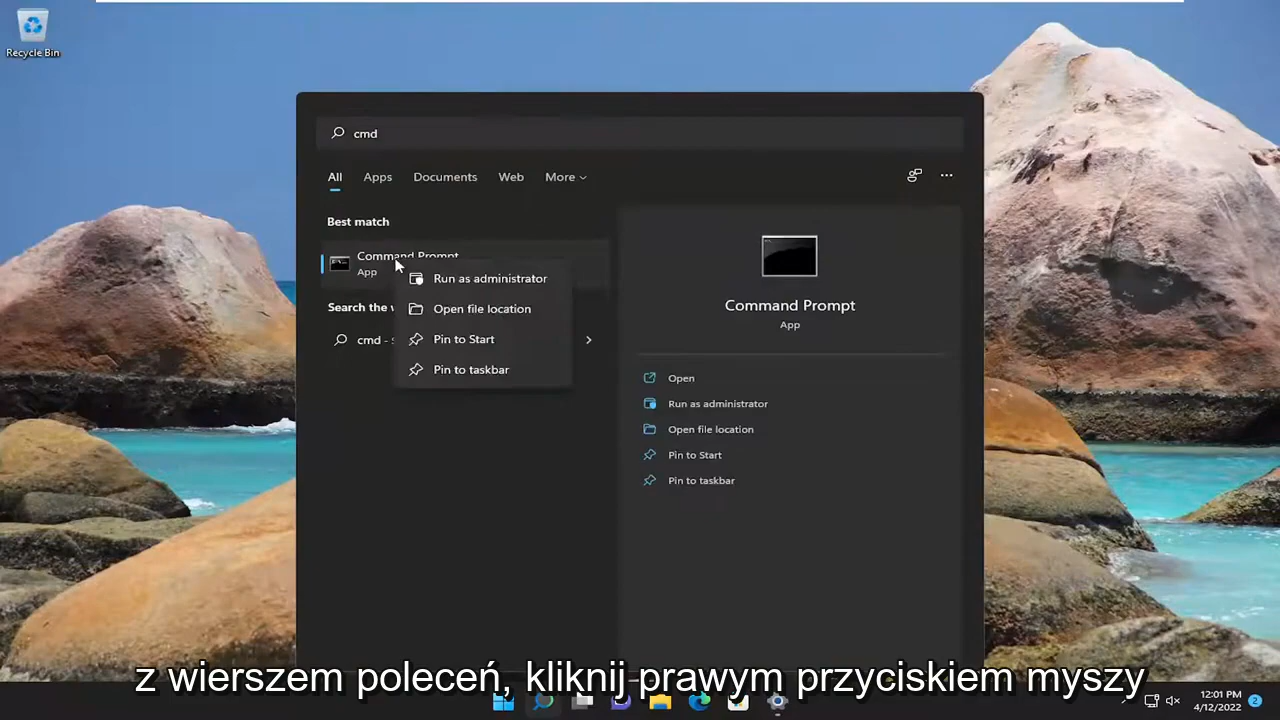 Recycle Bin
cmd
All Apps Documents Web More
Best match
Command Prompt
App
Run as administrator
Open file location
Pin to Start
Pin to taskbar
Search the
cmd -
Command Prompt
App
Open
Run as administrator
Open file location
Pin to Start
Pin to taskbar
z wierszem poleceń, kliknij prawym przyciskiem myszy
12:01 PM
4/12/2022
2